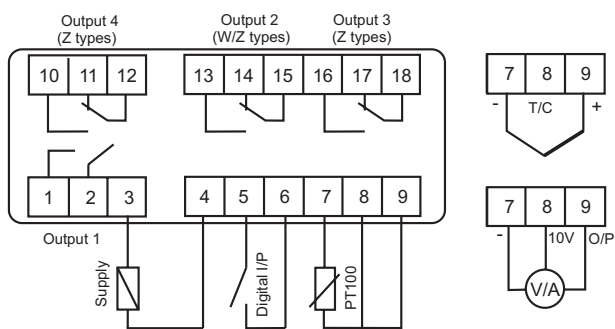 Output 4
(Z types)
Output 2
(W/Z types)
Output 3
(Z types)
10 11 12
13 14 15 16 17 18
7 8 9
- T/C +
1 2 3
4 5 6 7 8 9
Output 1
Supply
Digital I/P
PT100
7 8 9
- 10V O/P
V/A